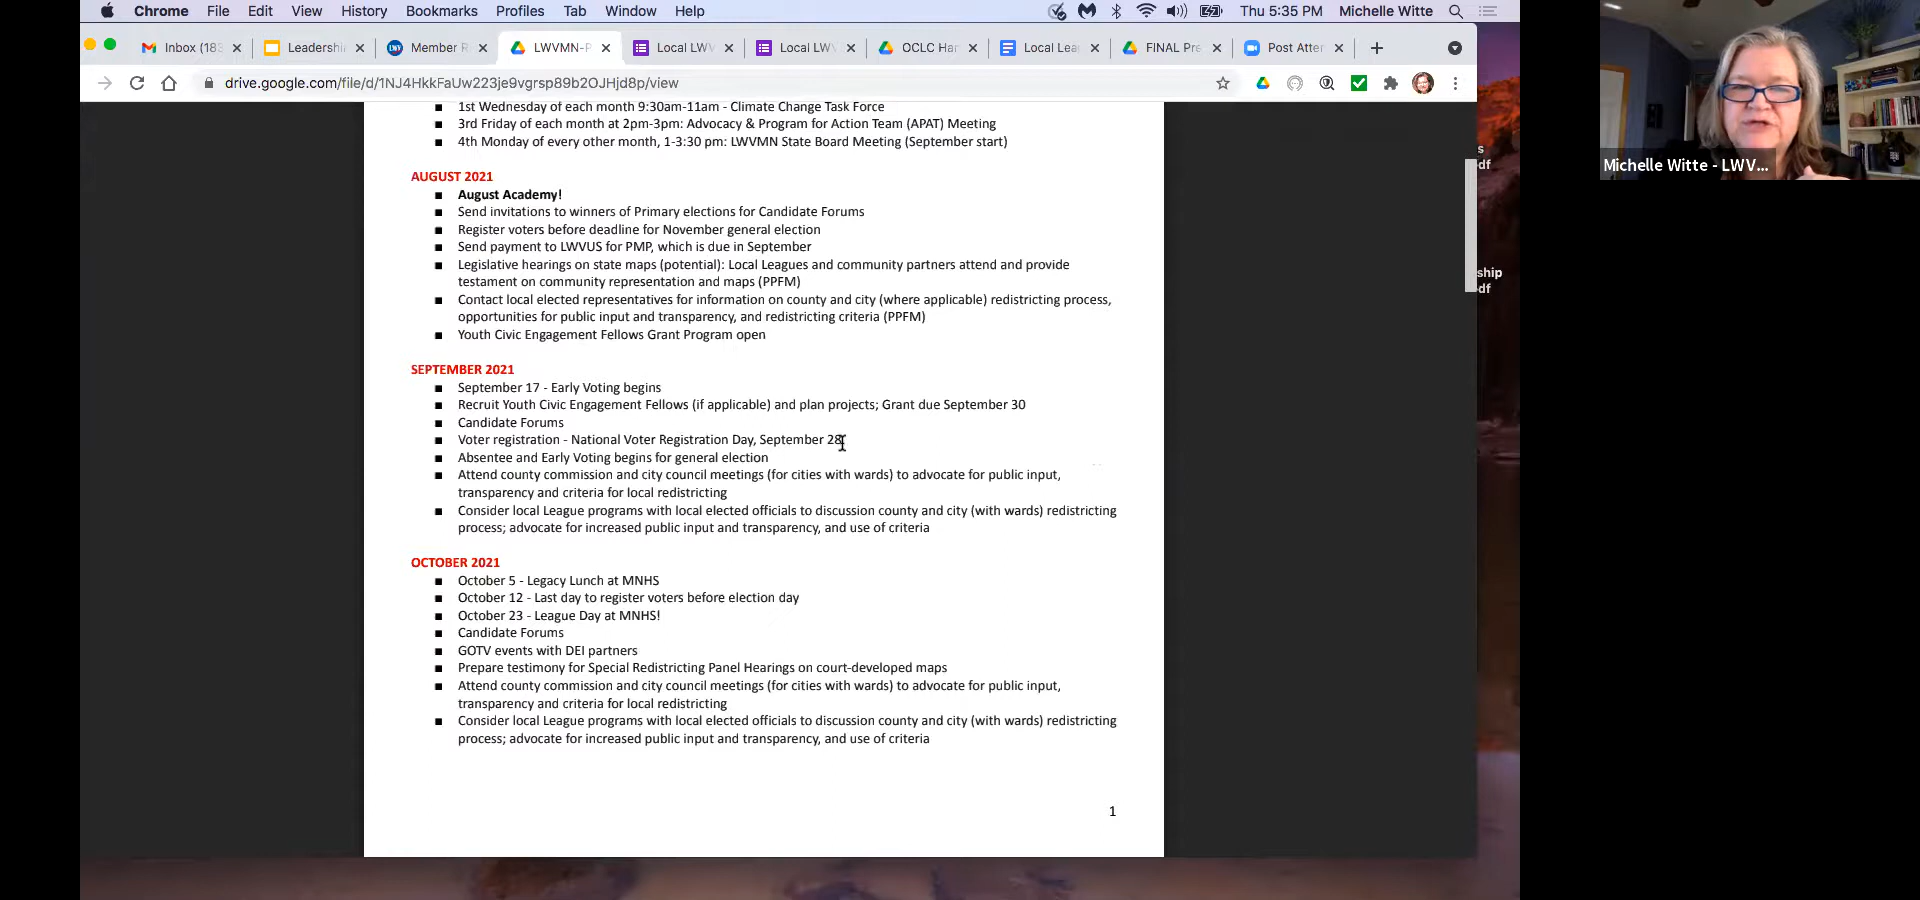 Chrome File Edit View History Bookmarks Profiles Tab Window Help Thu 5:35 PM Michelle Witte
Inbox (183 Leadershi Member R LWVMN-P Local LWV Local LWV OCLC Han Local Lea FINAL Pre Post Atter
drive.google.com/file/d/1NJ4HkkFaUw223je9vgrsp89b2OJHjd8p/view
■ 1st Wednesday of each month 9:30am-11am - Climate Change Task Force
■ 3rd Friday of each month at 2pm-3pm: Advocacy & Program for Action Team (APAT) Meeting
■ 4th Monday of every other month, 1-3:30 pm: LWVMN State Board Meeting (September start)
AUGUST 2021
■ August Academy!
■ Send invitations to winners of Primary elections for Candidate Forums
■ Register voters before deadline for November general election
■ Send payment to LWVUS for PMP, which is due in September
■ Legislative hearings on state maps (potential): Local Leagues and community partners attend and provide
testament on community representation and maps (PPFM)
■ Contact local elected representatives for information on county and city (where applicable) redistricting process,
opportunities for public input and transparency, and redistricting criteria (PPFM)
■ Youth Civic Engagement Fellows Grant Program open
SEPTEMBER 2021
■ September 17 - Early Voting begins
■ Recruit Youth Civic Engagement Fellows (if applicable) and plan projects; Grant due September 30
■ Candidate Forums
■ Voter registration - National Voter Registration Day, September 28
■ Absentee and Early Voting begins for general election
■ Attend county commission and city council meetings (for cities with wards) to advocate for public input,
transparency and criteria for local redistricting
■ Consider local League programs with local elected officials to discussion county and city (with wards) redistricting
process; advocate for increased public input and transparency, and use of criteria
OCTOBER 2021
■ October 5 - Legacy Lunch at MNHS
■ October 12 - Last day to register voters before election day
■ October 23 - League Day at MNHS!
■ Candidate Forums
■ GOTV events with DEI partners
■ Prepare testimony for Special Redistricting Panel Hearings on court-developed maps
■ Attend county commission and city council meetings (for cities with wards) to advocate for public input,
transparency and criteria for local redistricting
■ Consider local League programs with local elected officials to discussion county and city (with wards) redistricting
process; advocate for increased public input and transparency, and use of criteria
1
s
df
ship
df
Michelle Witte - LWV...